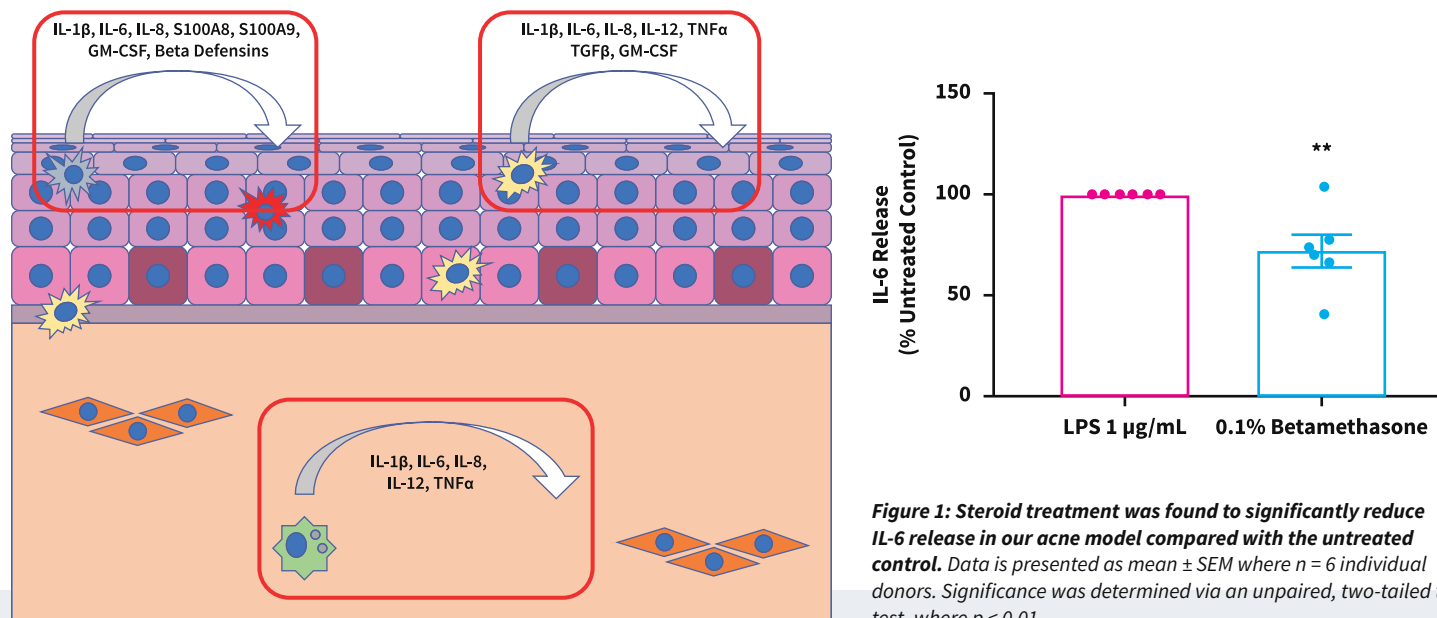 IL-1β, IL-6, IL-8, S100A8, S100A9,
GM-CSF, Beta Defensins
IL-1β, IL-6, IL-8, IL-12, TNFα
TGFβ, GM-CSF
IL-1β, IL-6, IL-8,
IL-12, TNFα
IL-6 Release
(% Untreated Control)
150
100
50
0
**
LPS 1 µg/mL
0.1% Betamethasone
Figure 1: Steroid treatment was found to significantly reduce
IL-6 release in our acne model compared with the untreated
control. Data is presented as mean ± SEM where n = 6 individual
donors. Significance was determined via an unpaired, two-tailed t
test, where p < 0.01